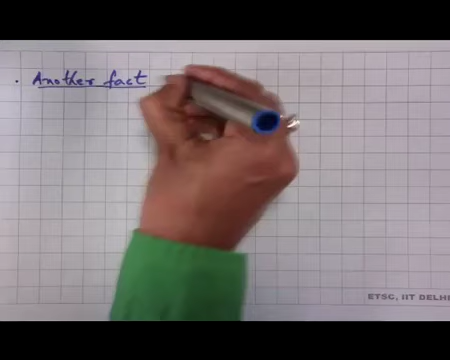 . Another fact
ETSC, IIT DELHI